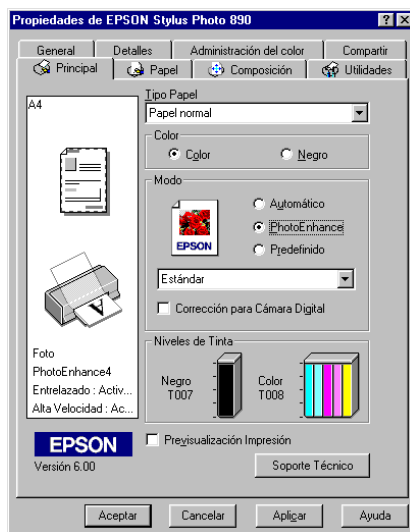 Propiedades de EPSON Stylus Photo 890
General
Detalles
Administración del color
Compartir
Principal
Papel
Composición
Utilidades
A4
Tipo Papel
Papel normal
Color
Color
Negro
Modo
EPSON
Automático
PhotoEnhance
Predefinido
Estándar
Corrección para Cámara Digital
Foto
PhotoEnhance4
Entrelazado : Activ...
Alta Velocidad : Ac...
Niveles de Tinta
Negro
T007
Color
T008
EPSON
Versión 6.00
Previsualización Impresión
Soporte Técnico
Aceptar
Cancelar
Aplicar
Ayuda